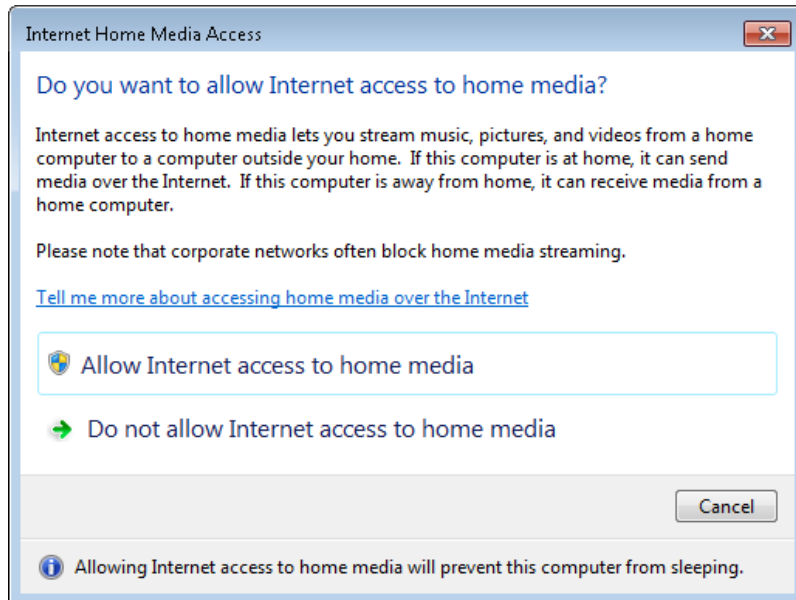 Internet Home Media Access
Do you want to allow Internet access to home media?
Internet access to home media lets you stream music, pictures, and videos from a home
computer to a computer outside your home.  If this computer is at home, it can send
media over the Internet.  If this computer is away from home, it can receive media from a
home computer.
Please note that corporate networks often block home media streaming.
Tell me more about accessing home media over the Internet
Allow Internet access to home media
Do not allow Internet access to home media
Cancel
Allowing Internet access to home media will prevent this computer from sleeping.